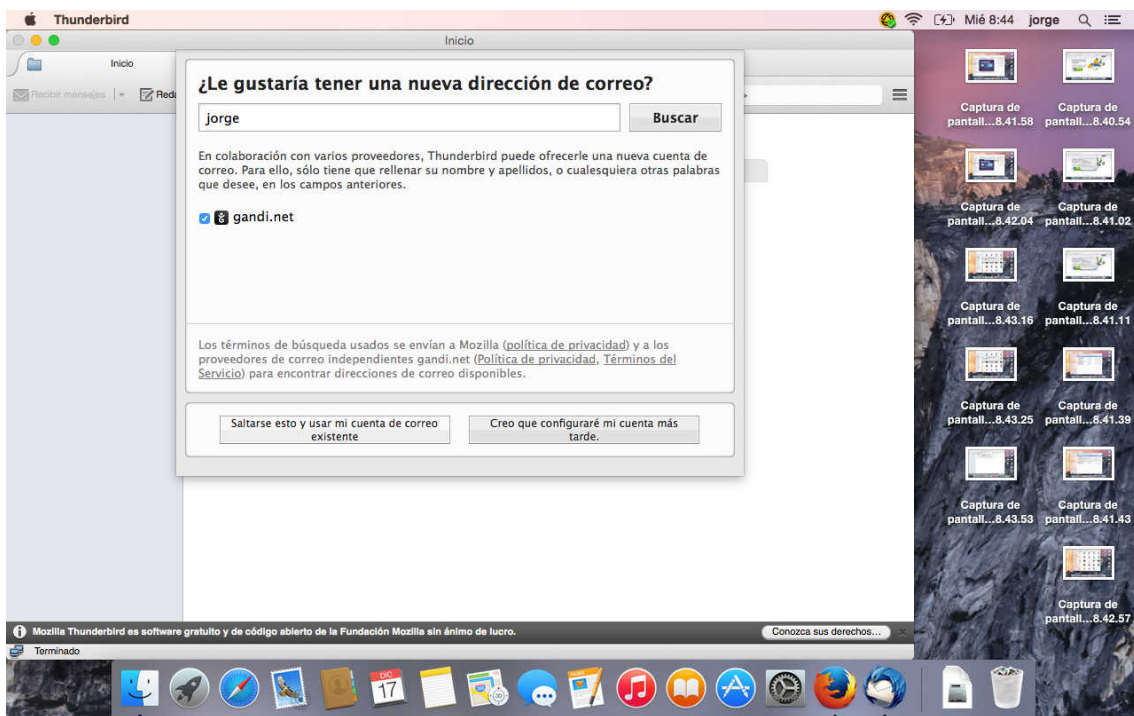 Thunderbird
Mié 8:44 jorge
Inicio
Inicio
Recibir mensajes
Reda
¿Le gustaría tener una nueva dirección de correo?
jorge
Buscar
En colaboración con varios proveedores, Thunderbird puede ofrecerle una nueva cuenta de
correo. Para ello, sólo tiene que rellenar su nombre y apellidos, o cualesquiera otras palabras
que desee, en los campos anteriores.
gandi.net
Los términos de búsqueda usados se envían a Mozilla (política de privacidad) y a los
proveedores de correo independientes gandi.net (Política de privacidad, Términos del
Servicio) para encontrar direcciones de correo disponibles.
Saltarse esto y usar mi cuenta de correo
existente
Creo que configuraré mi cuenta más
tarde.
Captura de
pantall...8.41.58
Captura de
pantall...8.40.54
Captura de
pantall...8.42.04
Captura de
pantall...8.41.02
Captura de
pantall...8.43.16
Captura de
pantall...8.41.11
Captura de
pantall...8.43.25
Captura de
pantall...8.41.39
Captura de
pantall...8.43.53
Captura de
pantall...8.41.43
Captura de
pantall...8.42.57
Mozilla Thunderbird es software gratuito y de código abierto de la Fundación Mozilla sin ánimo de lucro.
Conozca sus derechos...
Terminado
DIC
17